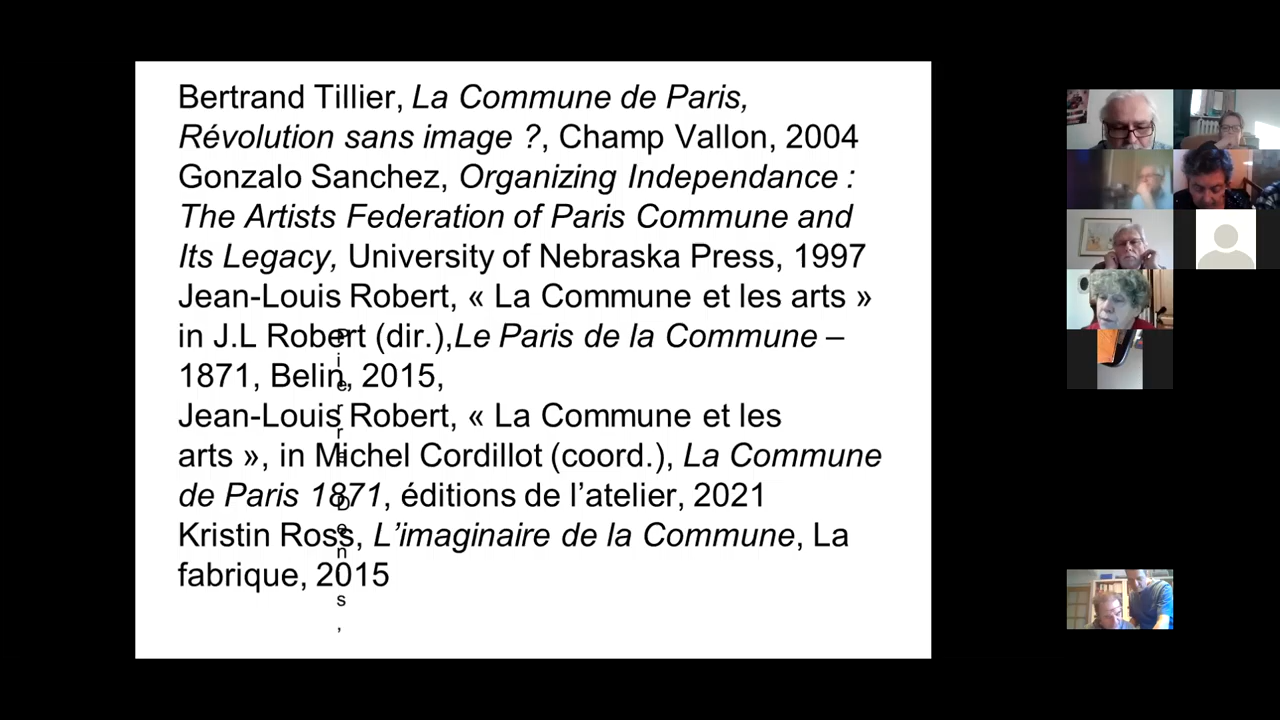 Bertrand Tillier, La Commune de Paris,
Révolution sans image ?, Champ Vallon, 2004
Gonzalo Sanchez, Organizing Independance :
The Artists Federation of Paris Commune and
Its Legacy, University of Nebraska Press, 1997
Jean-Louis Robert, « La Commune et les arts »
in J.L Robert (dir.),Le Paris de la Commune –
1871, Belin, 2015,
Jean-Louis Robert, « La Commune et les
arts », in Michel Cordillot (coord.), La Commune
de Paris 1871, éditions de l’atelier, 2021
Kristin Ross, L’imaginaire de la Commune, La
fabrique, 2015